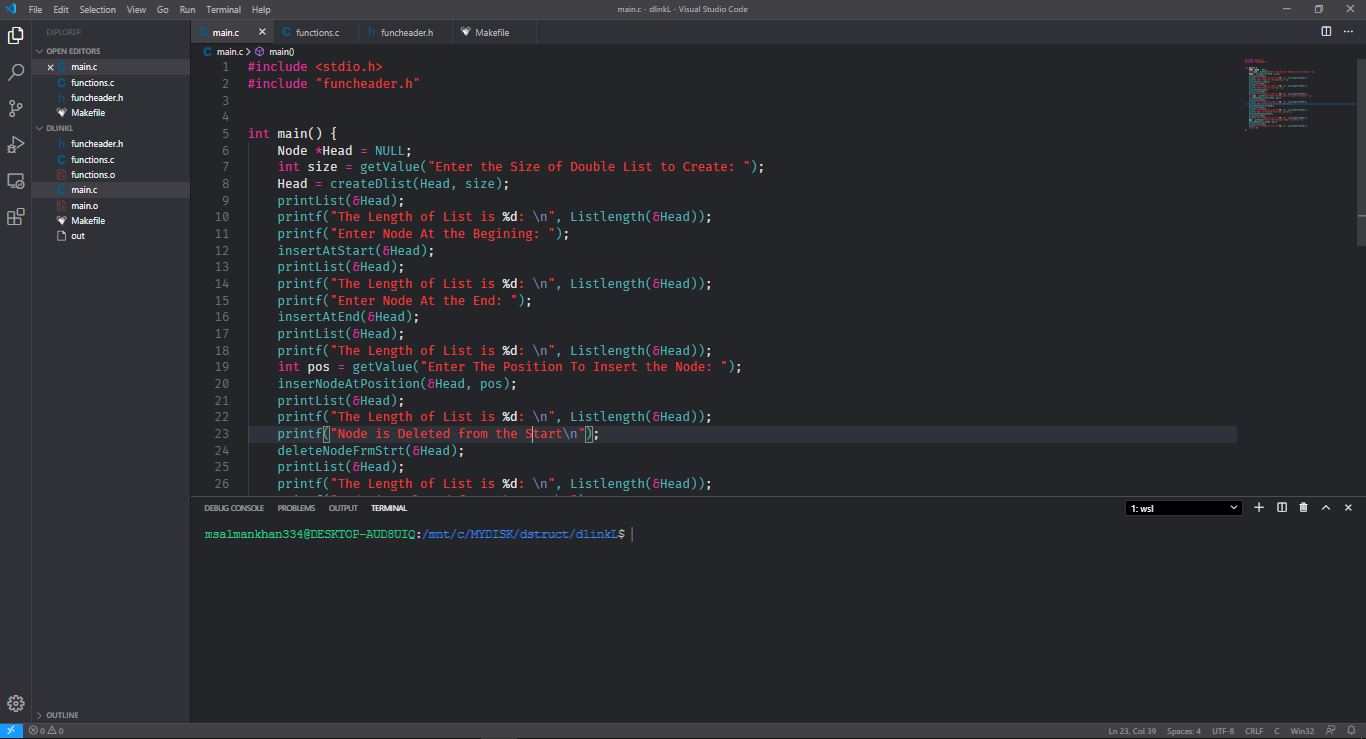 File Edit Selection View Go Run Terminal Help
main.c - dlinkL - Visual Studio Code
EXPLORER
OPEN EDITORS
main.c
functions.c
funcheader.h
Makefile
DLINKL
funcheader.h
functions.c
functions.o
main.c
main.o
Makefile
out
OUTLINE
main.c functions.c funcheader.h Makefile
main.c > main()
1 #include <stdio.h>
2 #include "funcheader.h"
3
4
5 int main() {
6 Node *Head = NULL;
7 int size = getValue("Enter the Size of Double List to Create: ");
8 Head = createDlist(Head, size);
9 printList(&Head);
10 printf("The Length of List is %d: \n", Listlength(&Head));
11 printf("Enter Node At the Begining: ");
12 insertAtStart(&Head);
13 printList(&Head);
14 printf("The Length of List is %d: \n", Listlength(&Head));
15 printf("Enter Node At the End: ");
16 insertAtEnd(&Head);
17 printList(&Head);
18 printf("The Length of List is %d: \n", Listlength(&Head));
19 int pos = getValue("Enter The Position To Insert the Node: ");
20 inserNodeAtPosition(&Head, pos);
21 printList(&Head);
22 printf("The Length of List is %d: \n", Listlength(&Head));
23 printf("Node is Deleted from the Start\n");
24 deleteNodeFrmStrt(&Head);
25 printList(&Head);
26 printf("The Length of List is %d: \n", Listlength(&Head));
DEBUG CONSOLE PROBLEMS OUTPUT TERMINAL
1: wsl
msalmankhan334@DESKTOP-AUD8UIQ:/mnt/c/MYDISK/dstruct/dlinkL$
0 0
Ln 23, Col 39 Spaces: 4 UTF-8 CRLF C Win32